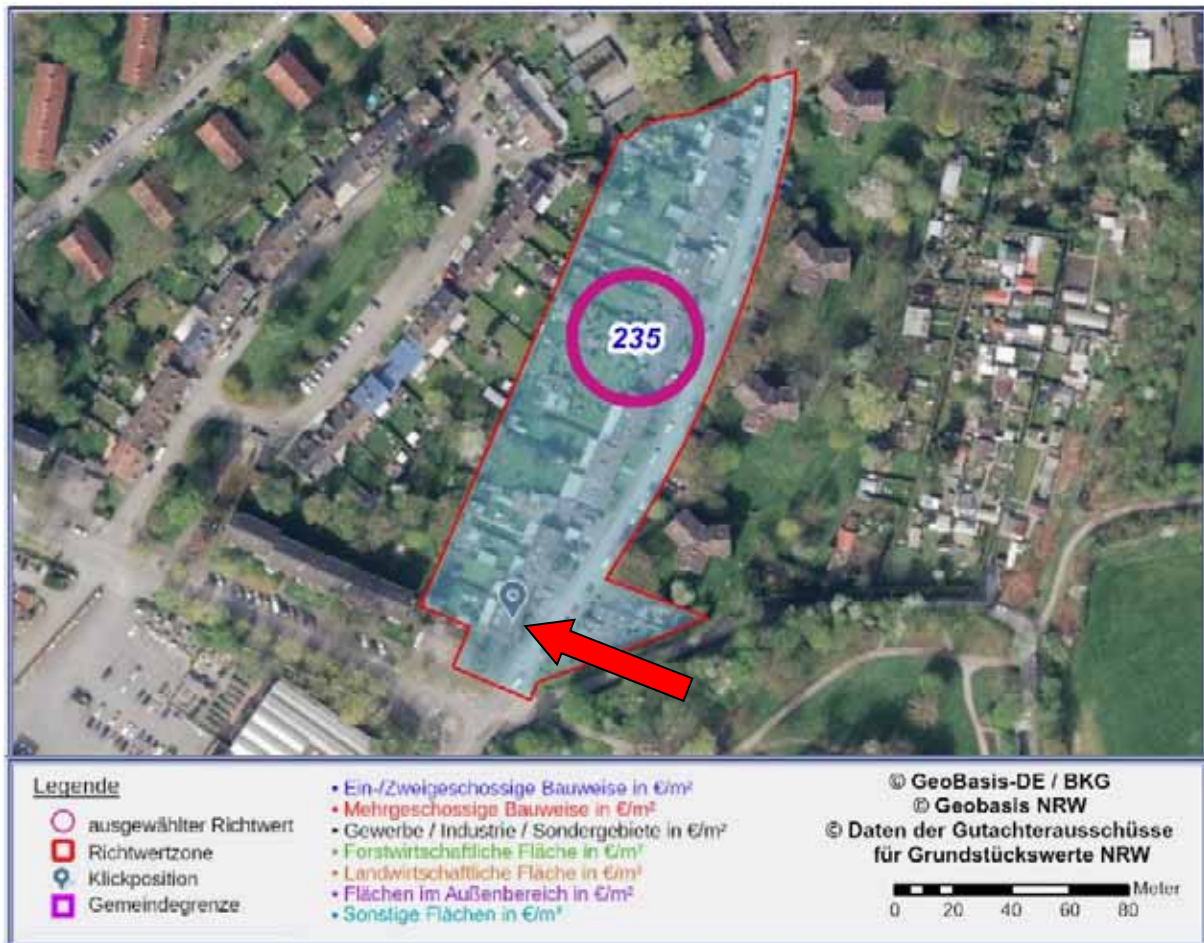 235
Legende
ausgewählter Richtwert
Richtwertzone
Klickposition
Gemeindegrenze
• Ein-/Zweigeschossige Bauweise in €/m²
• Mehrgeschossige Bauweise in €/m²
• Gewerbe / Industrie / Sondergebiete in €/m²
• Forstwirtschaftliche Fläche in €/m²
• Landwirtschaftliche Fläche in €/m²
• Flächen im Außenbereich in €/m²
• Sonstige Flächen in €/m²
© GeoBasis-DE / BKG
© Geobasis NRW
© Daten der Gutachterausschüsse
für Grundstückswerte NRW
Meter
0 20 40 60 80